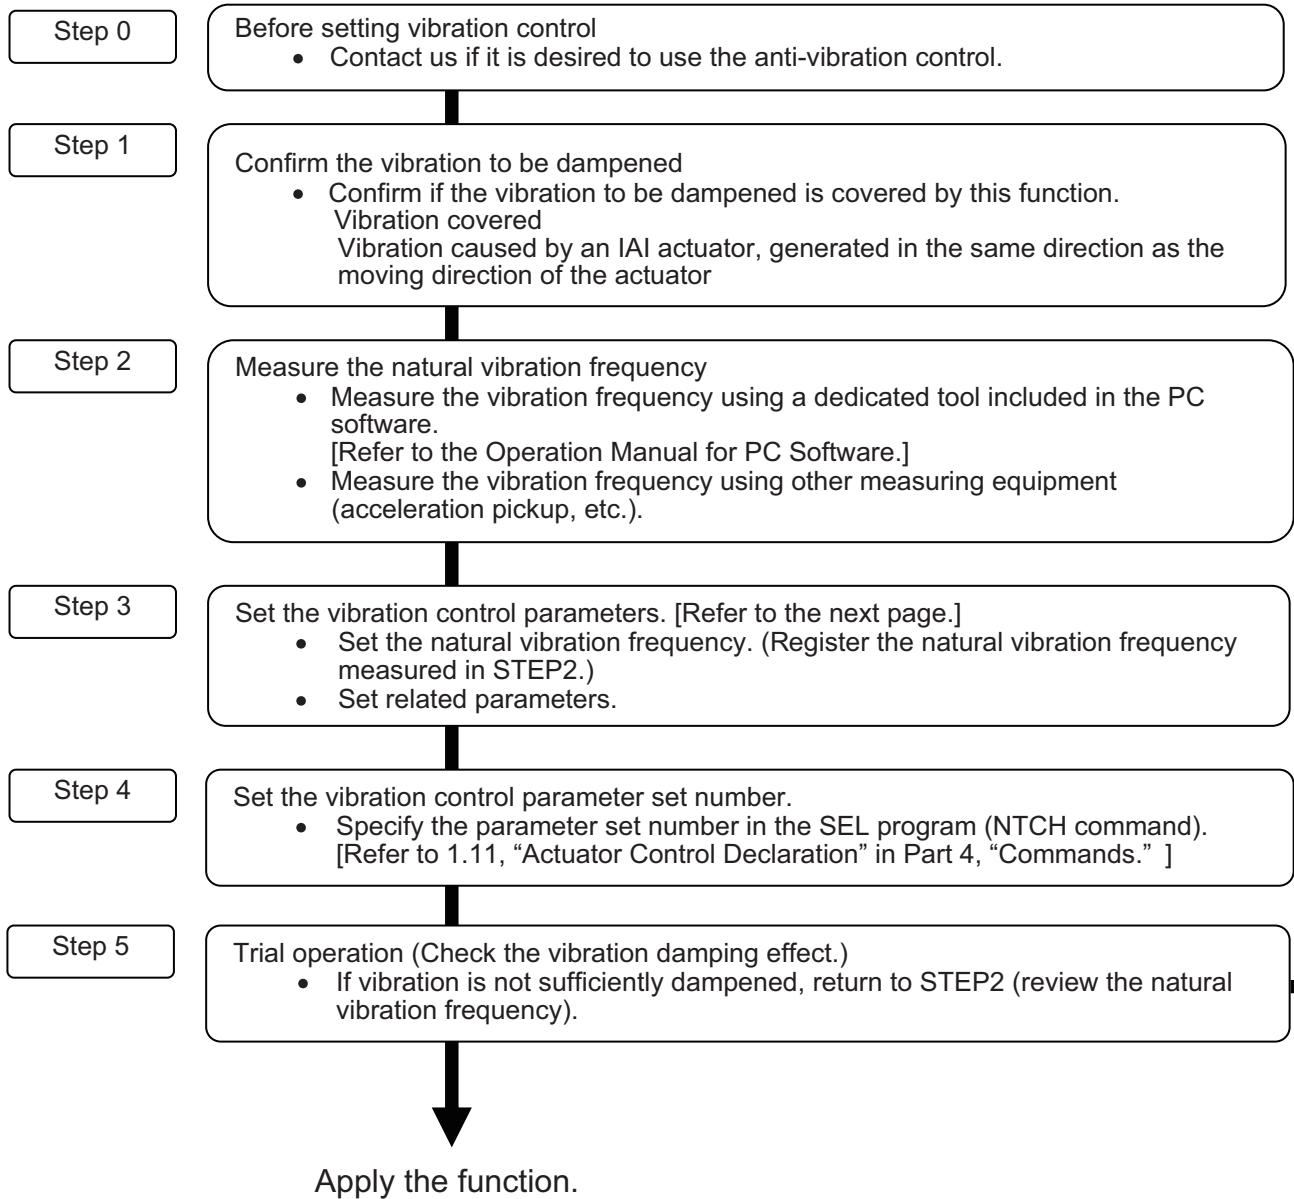 Step 0
Before setting vibration control
• Contact us if it is desired to use the anti-vibration control.
Step 1
Confirm the vibration to be dampened
• Confirm if the vibration to be dampened is covered by this function.
Vibration covered
Vibration caused by an IAI actuator, generated in the same direction as the
moving direction of the actuator
Step 2
Measure the natural vibration frequency
• Measure the vibration frequency using a dedicated tool included in the PC
software.
[Refer to the Operation Manual for PC Software.]
• Measure the vibration frequency using other measuring equipment
(acceleration pickup, etc.).
Step 3
Set the vibration control parameters. [Refer to the next page.]
• Set the natural vibration frequency. (Register the natural vibration frequency
measured in STEP2.)
• Set related parameters.
Step 4
Set the vibration control parameter set number.
• Specify the parameter set number in the SEL program (NTCH command).
[Refer to 1.11, “Actuator Control Declaration” in Part 4, “Commands.” ]
Step 5
Trial operation (Check the vibration damping effect.)
• If vibration is not sufficiently dampened, return to STEP2 (review the natural
vibration frequency).
Apply the function.